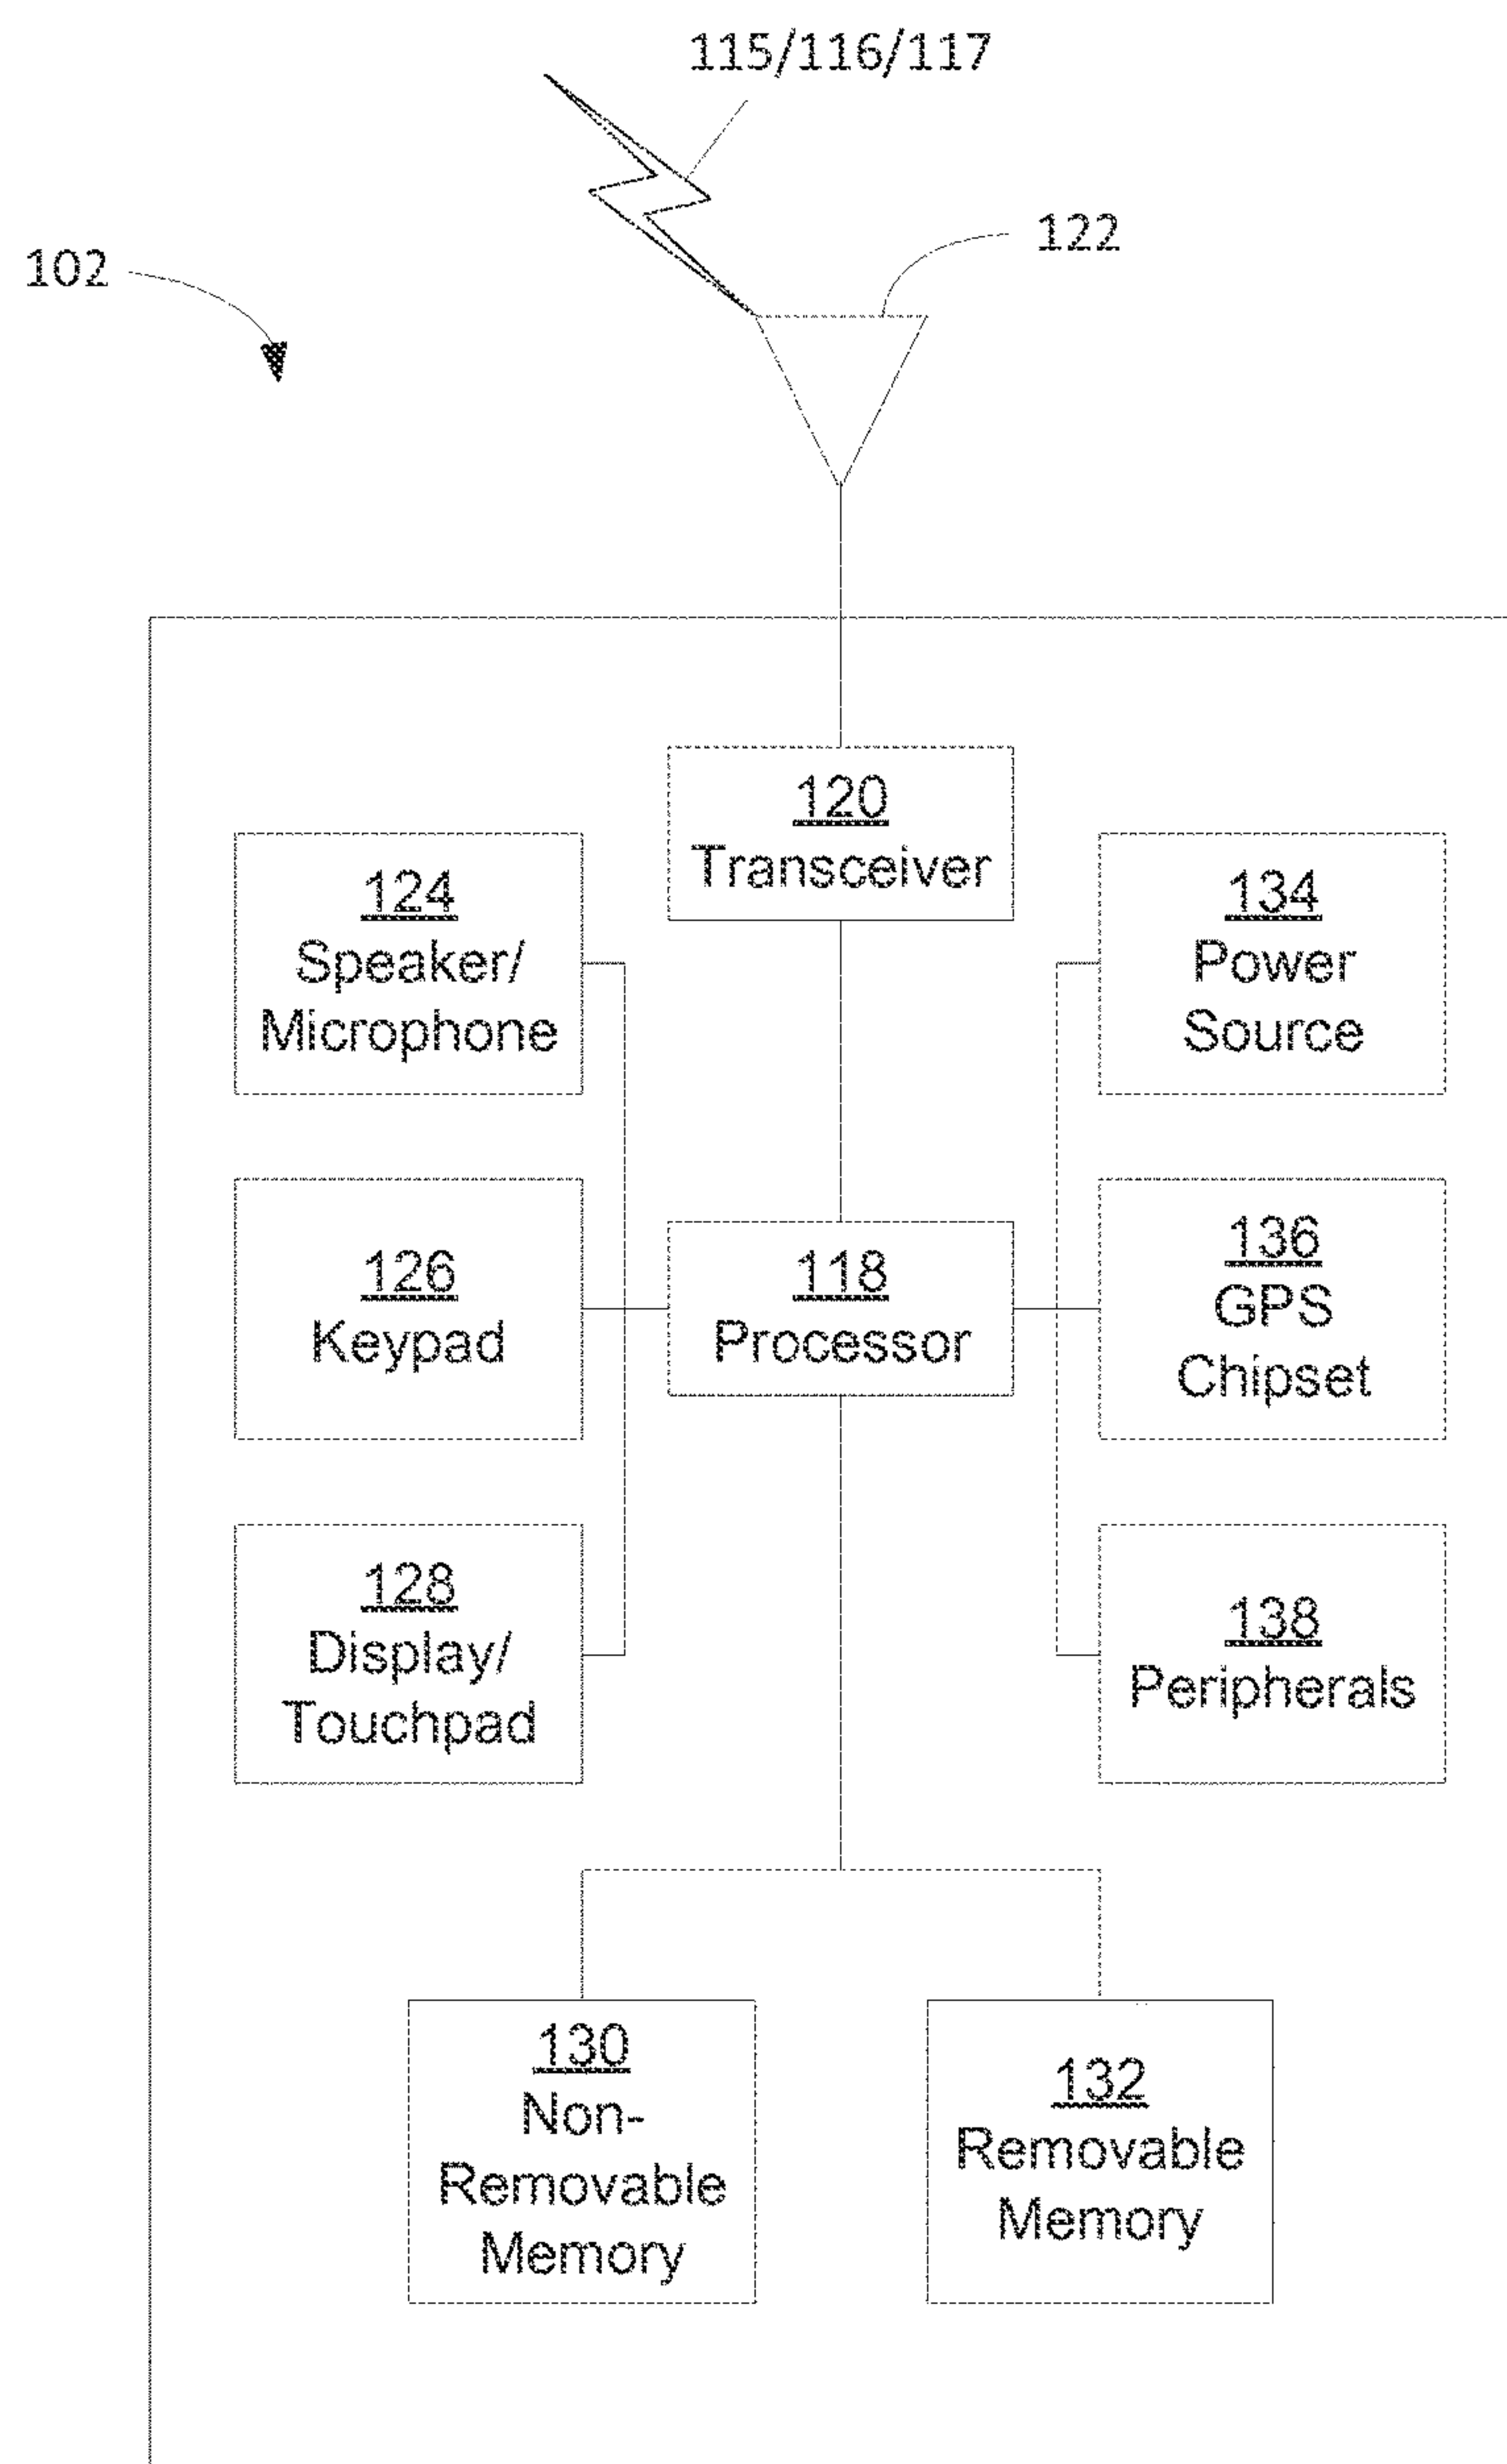 115/116/117
122
102
120
Transceiver
124
Speaker/
Microphone
134
Power
Source
126
Keypad
118
Processor
136
GPS
Chipset
128
Display/
Touchpad
138
Peripherals
130
Non-
Removable
Memory
132
Removable
Memory